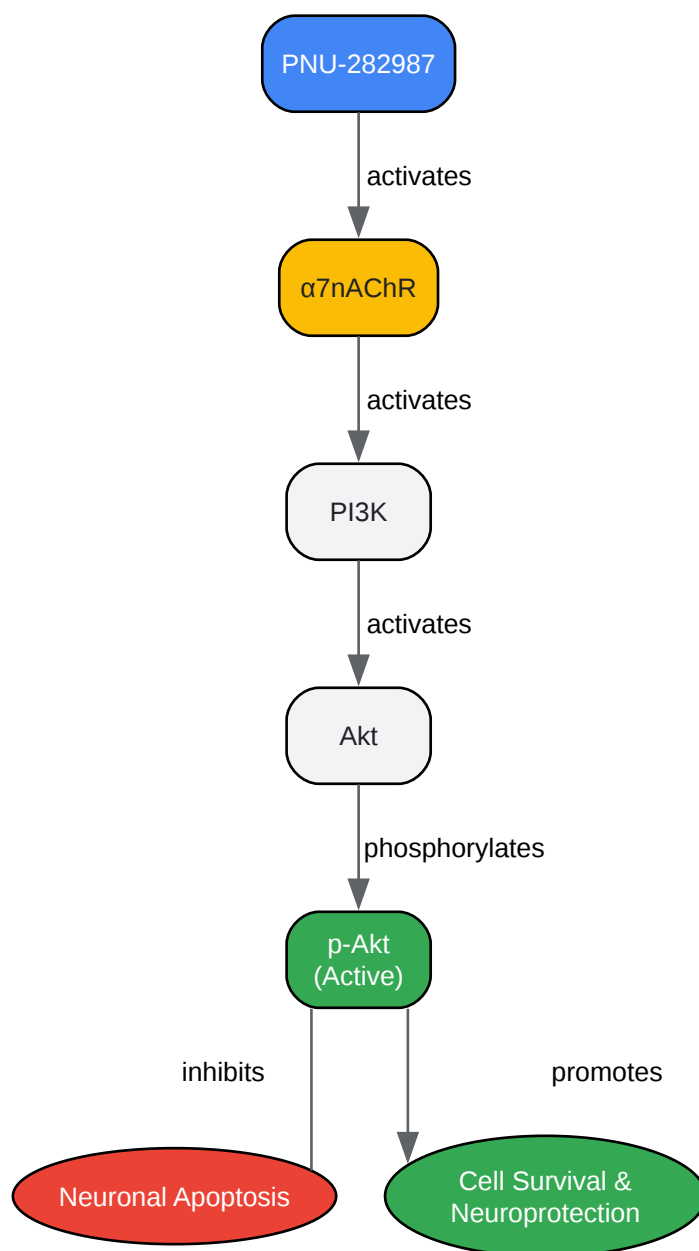 PNU-282987
activates
α7nAChR
activates
PI3K
activates
Akt
phosphorylates
p-Akt
(Active)
inhibits
promotes
Neuronal Apoptosis
Cell Survival &
Neuroprotection